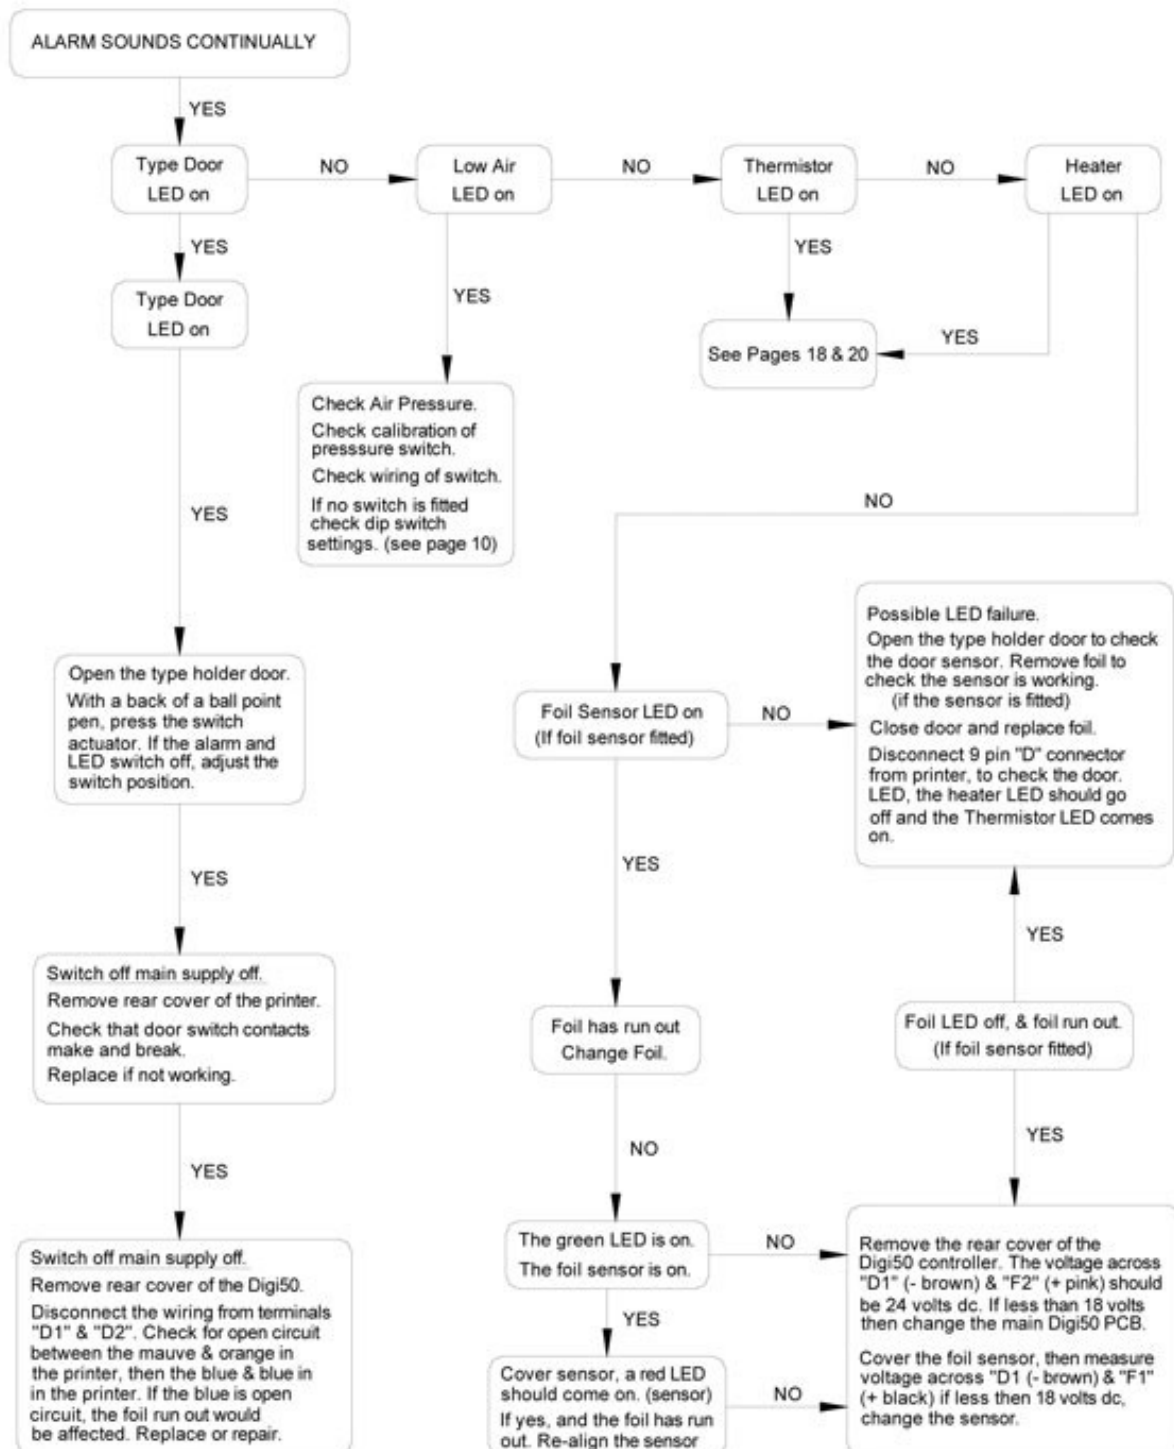 ALARM SOUNDS CONTINUALLY
YES
Type Door
LED on
NO
Low Air
LED on
NO
Thermistor
LED on
NO
Heater
LED on
YES
Type Door
LED on
YES
YES
See Pages 18 & 20
YES
Check Air Pressure.
Check calibration of
presssure switch.
Check wiring of switch.
If no switch is fitted
check dip switch
settings. (see page 10)
YES
NO
Open the type holder door.
With a back of a ball point
pen, press the switch
actuator. If the alarm and
LED switch off, adjust the
switch position.
Foil Sensor LED on
(If foil sensor fitted)
NO
Possible LED failure.
Open the type holder door to check
the door sensor. Remove foil to
check the sensor is working.
(if the sensor is fitted)
Close door and replace foil.
Disconnect 9 pin "D" connector
from printer, to check the door.
LED, the heater LED should go
off and the Thermistor LED comes
on.
YES
YES
YES
Switch off main supply off.
Remove rear cover of the printer.
Check that door switch contacts
make and break.
Replace if not working.
Foil has run out
Change Foil.
Foil LED off, & foil run out.
(If foil sensor fitted)
YES
NO
YES
Switch off main supply off.
Remove rear cover of the Digi50.
Disconnect the wiring from terminals
"D1" & "D2". Check for open circuit
between the mauve & orange in
the printer, then the blue & blue in
in the printer. If the blue is open
circuit, the foil run out would
be affected. Replace or repair.
The green LED is on.
The foil sensor is on.
NO
YES
Cover sensor, a red LED
should come on. (sensor)
If yes, and the foil has run
out. Re-align the sensor
NO
Remove the rear cover of the
Digi50 controller. The voltage across
"D1" (- brown) & "F2" (+ pink) should
be 24 volts dc. If less than 18 volts
then change the main Digi50 PCB.
Cover the foil sensor, then measure
voltage across "D1 (- brown) & "F1"
(+ black) if less then 18 volts dc,
change the sensor.